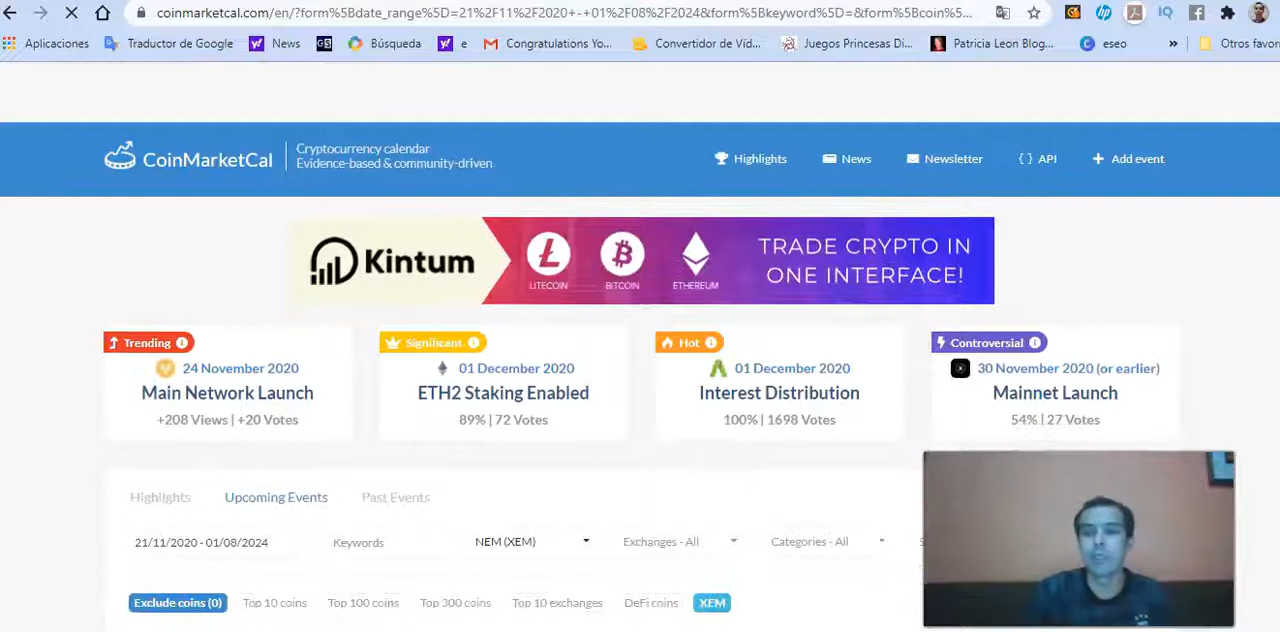 coinmarketcal.com/en/?form%5Bdate_range%5D=21%2F11%2F2020+-+01%2F08%2F2024&form%5Bkeyword%5D=&form%5Bcoin%5...
Aplicaciones Traductor de Google News GS Búsqueda e Congratulations Yo... Convertidor de Víd... Juegos Princesas Di... Patricia Leon Blog... eseo » Otros favor
CoinMarketCal
Cryptocurrency calendar
Evidence-based & community-driven
Highlights News Newsletter { } API + Add event
Kintum
LITECOIN BITCOIN ETHEREUM
TRADE CRYPTO IN
ONE INTERFACE!
Trending
24 November 2020
Main Network Launch
+208 Views | +20 Votes
Significant
01 December 2020
ETH2 Staking Enabled
89% | 72 Votes
Hot
01 December 2020
Interest Distribution
100% | 1698 Votes
Controversial
30 November 2020 (or earlier)
Mainnet Launch
54% | 27 Votes
Highlights Upcoming Events Past Events
21/11/2020 - 01/08/2024 Keywords NEM (XEM) Exchanges - All Categories - All
Exclude coins (0) Top 10 coins Top 100 coins Top 300 coins Top 10 exchanges DeFi coins XEM